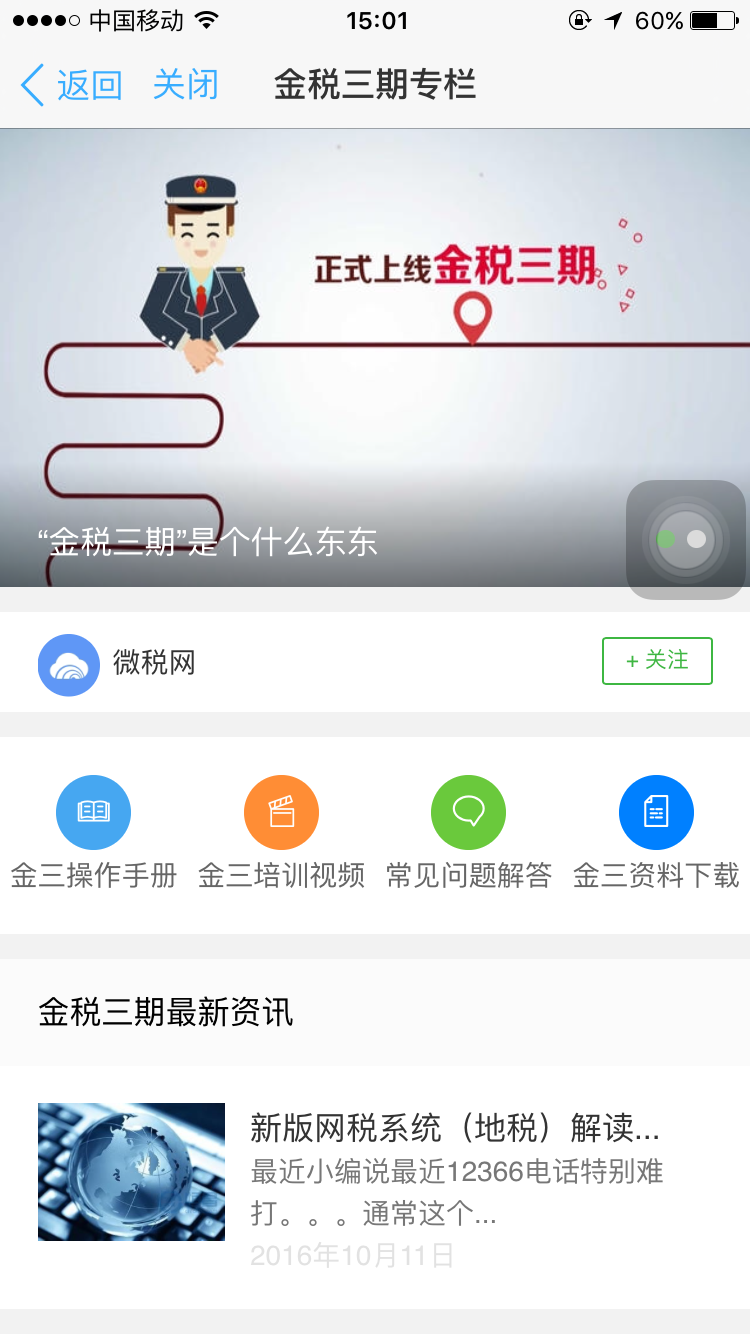 中国移动 15:01 60%
返回 关闭 金税三期专栏
正式上线金税三期
“金税三期”是个什么东东
微税网 + 关注
金三操作手册 金三培训视频 常见问题解答 金三资料下载
金税三期最新资讯
新版网税系统（地税）解读...
最近小编说最近12366电话特别难
打。。。通常这个...
2016年10月11日